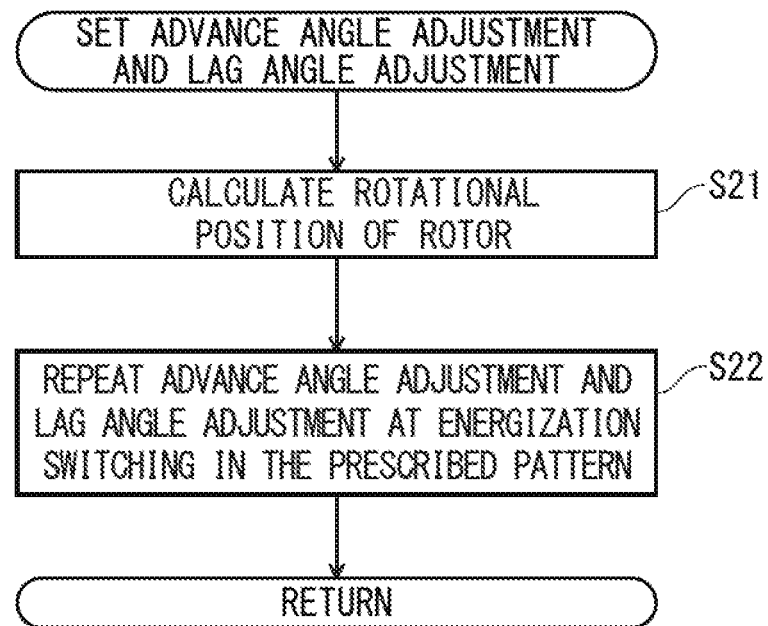 SET ADVANCE ANGLE ADJUSTMENT
AND LAG ANGLE ADJUSTMENT
CALCULATE ROTATIONAL
POSITION OF ROTOR
S21
REPEAT ADVANCE ANGLE ADJUSTMENT AND
LAG ANGLE ADJUSTMENT AT ENERGIZATION
SWITCHING IN THE PRESCRIBED PATTERN
S22
RETURN